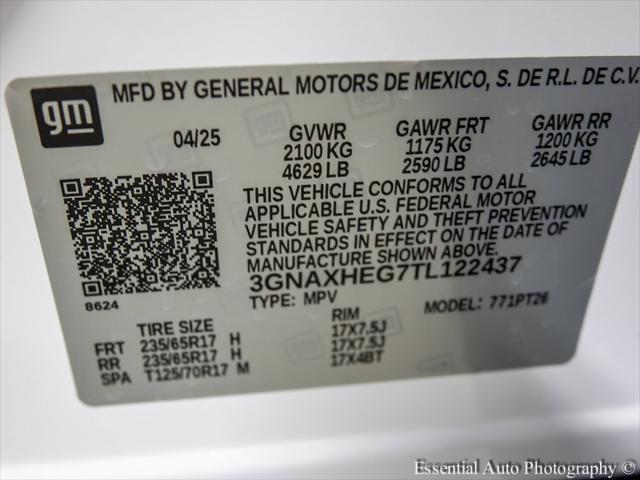 gm
MFD BY GENERAL MOTORS DE MEXICO, S. DE R.L. DE C.V.
04/25 GVWR GAWR FRT GAWR RR
2100 KG 1175 KG 1200 KG
4629 LB 2590 LB 2645 LB
THIS VEHICLE CONFORMS TO ALL
APPLICABLE U.S. FEDERAL MOTOR
VEHICLE SAFETY AND THEFT PREVENTION
STANDARDS IN EFFECT ON THE DATE OF
MANUFACTURE SHOWN ABOVE.
3GNAXHEG7TL122437
8624
TYPE: MPV MODEL: 771PT26
TIRE SIZE RIM
FRT 235/65R17 H 17X7.5J
RR 235/65R17 H 17X7.5J
SPA T125/70R17 M 17X4BT
Essential Auto Photography ©